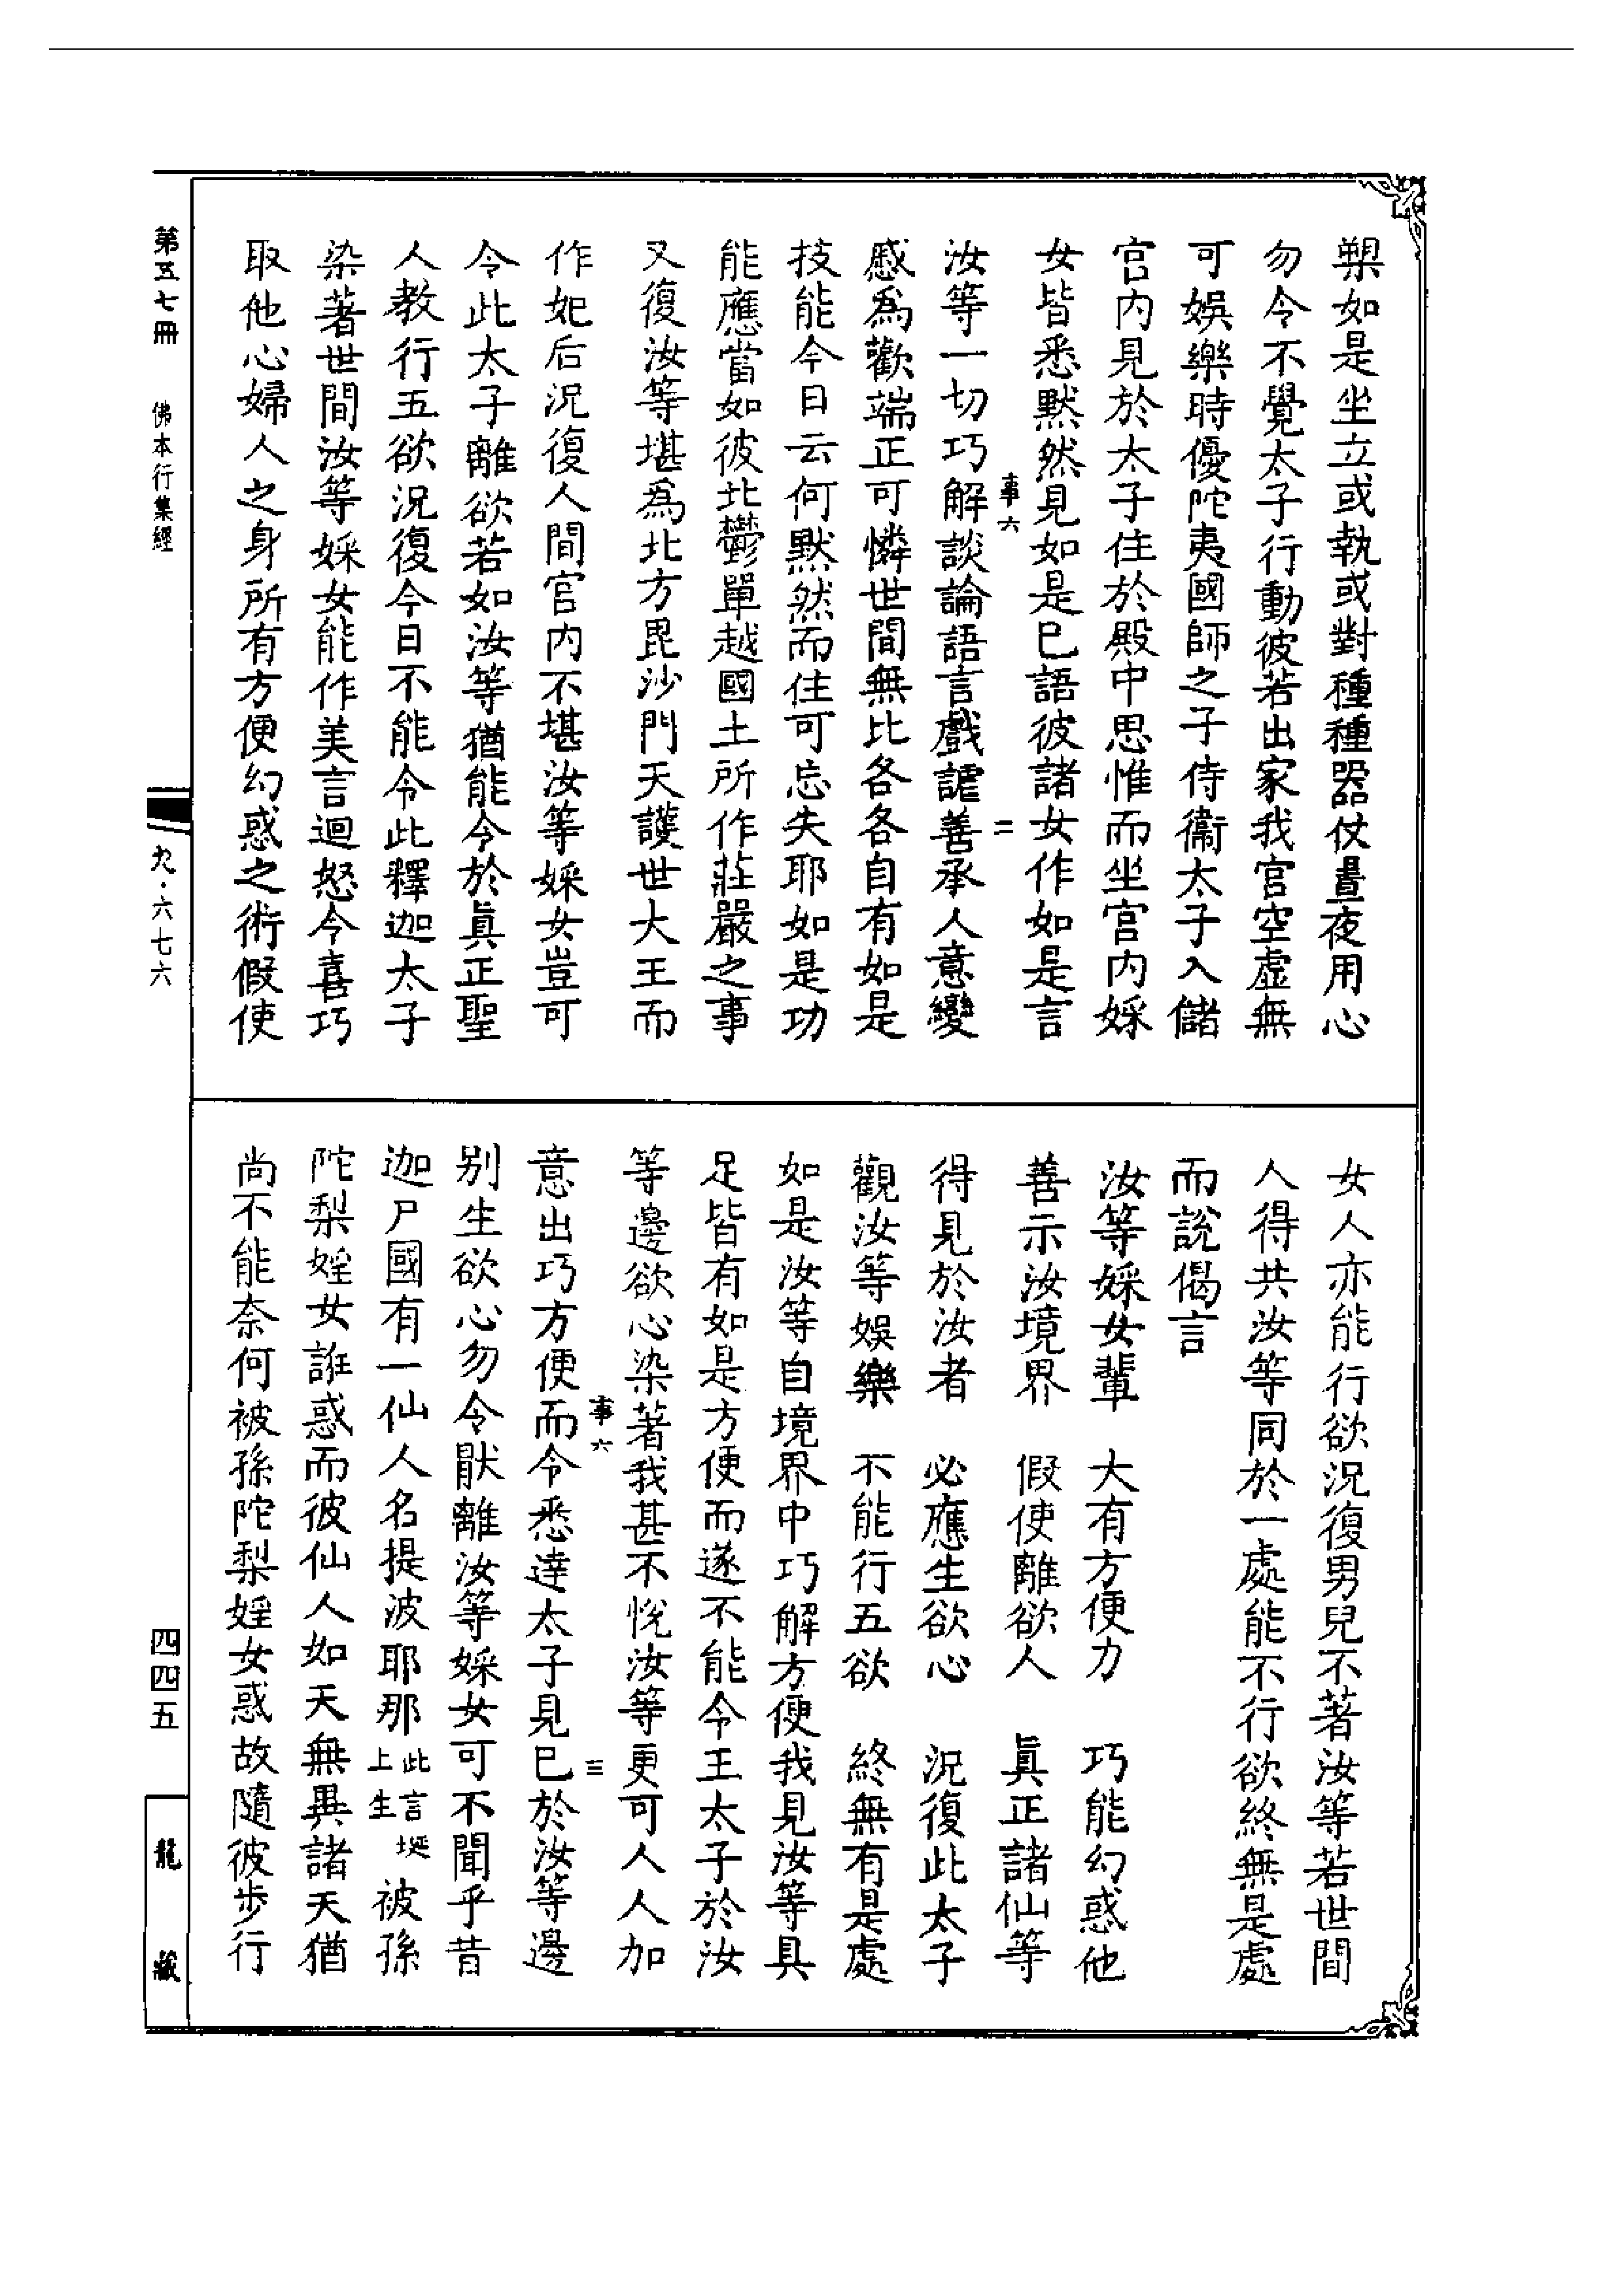 槊如是坐立或執或對種種器仗晝夜用心
勿令不覺太子行動彼若出家我宮空虛無
可娛樂時優陀夷國師之子侍衞太子入儲
宮內見於太子住於殿中思惟而坐宮內婇
女皆悉默然見如是已語彼諸女作如是言
事六
二
汝等一切巧解談論語言戲謔善承人意變
慼爲歡端正可憐世間無比各各自有如是
技能今日云何默然而住可忘失耶如是功
能應當如彼北鬱單越國土所作莊嚴之事
又復汝等堪爲北方毘沙門天護世大王而
作妃后況復人間宮內不堪汝等婇女豈可
令此太子離欲若如汝等猶能令於眞正聖
人教行五欲況復今日不能令此釋迦太子
染著世間汝等婇女能作美言迴怒令喜巧
取他心婦人之身所有方便幻惑之術假使
女人亦能行欲況復男兒不著汝等若世間
人得共汝等同於一處能不行欲終無是處
而說偈言
汝等婇女輩　大有方便力　巧能幻惑他
善示汝境界　假使離欲人　眞正諸仙等
得見於汝者　必應生欲心　況復此太子
觀汝等娛樂　不能行五欲　終無有是處
如是汝等自境界中巧解方便我見汝等具
足皆有如是方便而遂不能令王太子於汝
等邊欲心染著我甚不悅汝等更可人人加
事六
三
意出巧方便而令悉達太子見已於汝等邊
別生欲心勿令猒離汝等婇女可不聞乎昔
迦尸國有一仙人名提波耶那此言埏上生被孫
陀梨婬女誑惑而彼仙人如天無異諸天猶
尚不能奈何被孫陀梨婬女惑故隨彼步行
第五七冊
佛本行集經
九·六七六
四四五
龍藏